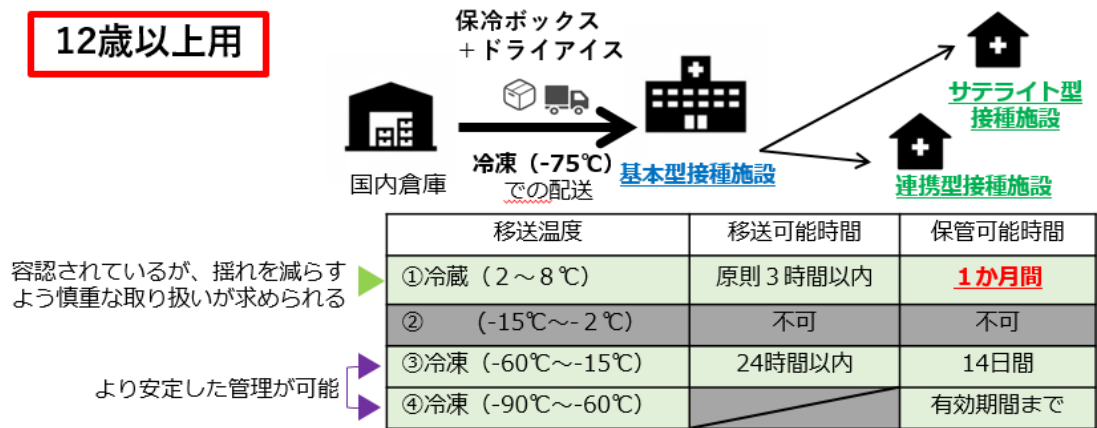 12歳以上用
保冷ボックス
＋ドライアイス
国内倉庫
冷凍（-75℃）
での配送
基本型接種施設
サテライト型
接種施設
連携型接種施設
移送温度 移送可能時間 保管可能時間
容認されているが、揺れを減らす
よう慎重な取り扱いが求められる
①冷蔵（２～８℃） 原則３時間以内 １か月間
② (-15℃～-２℃) 不可 不可
③冷凍（-60℃～-15℃） 24時間以内 14日間
より安定した管理が可能
④冷凍（-90℃～-60℃） 有効期間まで